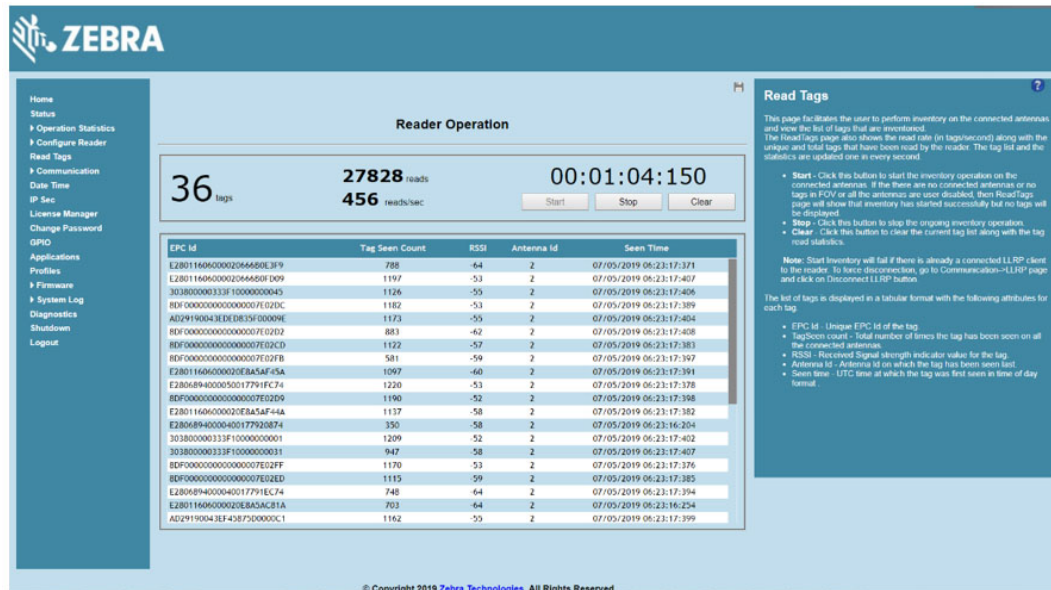 ZEBRA
Home
Status
Operation Statistics
Configure Reader
Read Tags
Communication
Date Time
IP Sec
License Manager
Change Password
GPIO
Applications
Profiles
Firmware
System Log
Diagnostics
Shutdown
Logout
Reader Operation
36 tags
27828 reads
456 reads/sec
00:01:04:150
Start Stop Clear
EPC Id Tag Seen Count RSSI Antenna Id Seen Time
E2801160600002066680E3F9 788 -64 2 07/05/2019 06:23:17:371
E2801160600002066680FD09 1197 -53 2 07/05/2019 06:23:17:407
303800000333F10000000045 1126 -55 2 07/05/2019 06:23:17:406
BDF0000000000000007E02DC 1182 -53 2 07/05/2019 06:23:17:389
AD29190043EDED835F00009E 1173 -55 2 07/05/2019 06:23:17:404
BDF0000000000000007E02D2 883 -62 2 07/05/2019 06:23:17:408
BDF0000000000000007E02CD 1122 -57 2 07/05/2019 06:23:17:383
BDF0000000000000007E02FB 581 -59 2 07/05/2019 06:23:17:397
E28011606000020E8A5AF45A 1097 -60 2 07/05/2019 06:23:17:391
E2806894000050017791FC74 1220 -53 2 07/05/2019 06:23:17:378
BDF0000000000000007E02D9 1190 -52 2 07/05/2019 06:23:17:398
E28011606000020E8A5AF44A 1137 -58 2 07/05/2019 06:23:17:382
E28068940000400177920874 350 -58 2 07/05/2019 06:23:16:204
303800000333F10000000001 1209 -52 2 07/05/2019 06:23:17:402
303800000333F10000000031 947 -58 2 07/05/2019 06:23:17:407
BDF0000000000000007E02FF 1170 -53 2 07/05/2019 06:23:17:376
BDF0000000000000007E02ED 1115 -59 2 07/05/2019 06:23:17:385
E2806894000040017791EC74 748 -64 2 07/05/2019 06:23:17:394
E28011606000020E8A5AC81A 703 -64 2 07/05/2019 06:23:16:254
AD29190043EF45875D0000C1 1162 -55 2 07/05/2019 06:23:17:399
Read Tags
?
This page facilitates the user to perform inventory on the connected antennas
and view the list of tags that are inventoried.
The ReadTags page also shows the read rate (in tags/second) along with the
unique and total tags that have been read by the reader. The tag list and the
statistics are updated one in every second.
• Start - Click this button to start the inventory operation on the
connected antennas. If the there are no connected antennas or no
tags in FOV or all the antennas are user disabled, then ReadTags
page will show that inventory has started successfully but no tags will
be displayed.
• Stop - Click this button to stop the ongoing inventory operation.
• Clear - Click this button to clear the current tag list along with the tag
read statistics.
Note: Start Inventory will fail if there is already a connected LLRP client
to the reader. To force disconnection, go to Communication->LLRP page
and click on Disconnect LLRP button.
The list of tags is displayed in a tabular format with the following attributes for
each tag.
• EPC Id - Unique EPC Id of the tag.
• TagSeen count - Total number of times the tag has been seen on all
the connected antennas.
• RSSI - Received Signal strength indicator value for the tag.
• Antenna Id - Antenna Id on which the tag has been seen last.
• Seen time - UTC time at which the tag was first seen in time of day
format .
© Copyright 2019 Zebra Technologies. All Rights Reserved